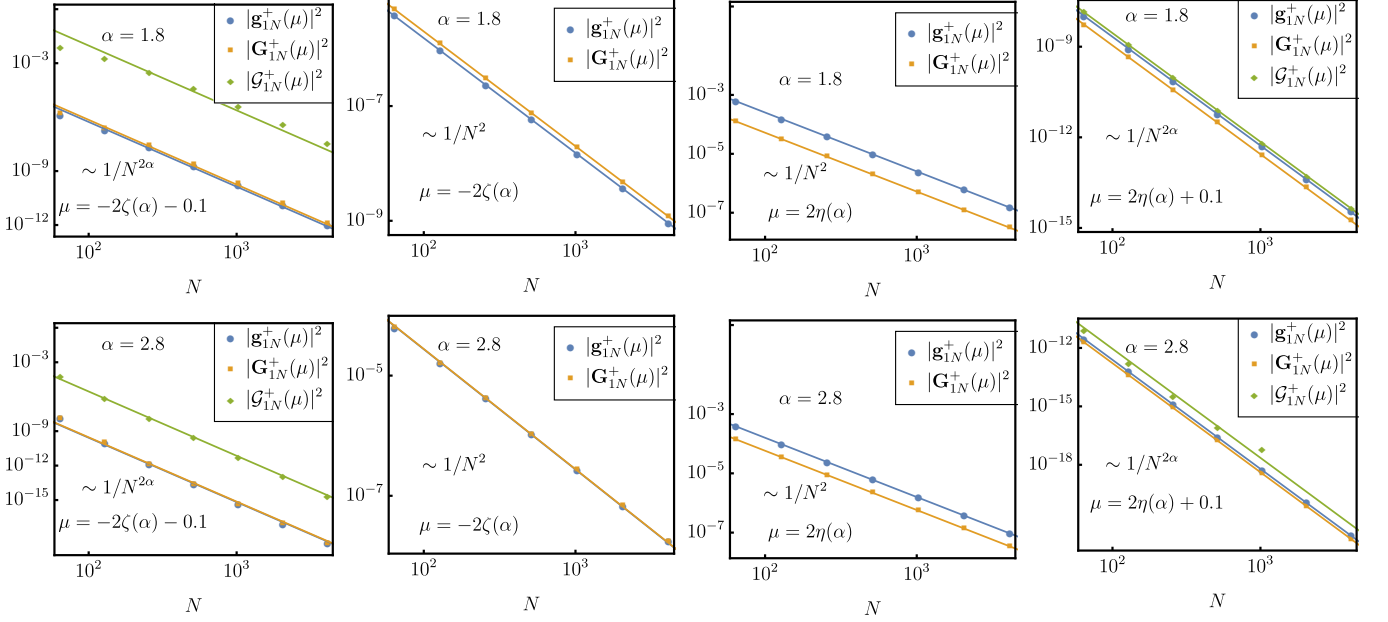 α = 1.8
|g⁺₁N(μ)|²
|G⁺₁N(μ)|²
|𝒢⁺₁N(μ)|²
10⁻³
10⁻⁹
10⁻¹²
∼ 1/N²ᵅ
μ = −2ζ(α) − 0.1
10²
10³
N
α = 1.8
|g⁺₁N(μ)|²
|G⁺₁N(μ)|²
10⁻⁵
10⁻⁷
10⁻⁹
∼ 1/N²
μ = −2ζ(α)
10²
10³
N
α = 1.8
|g⁺₁N(μ)|²
|G⁺₁N(μ)|²
10⁻³
10⁻⁵
10⁻⁷
∼ 1/N²
μ = 2η(α)
10²
10³
N
α = 1.8
|g⁺₁N(μ)|²
|G⁺₁N(μ)|²
|𝒢⁺₁N(μ)|²
10⁻⁹
10⁻¹²
10⁻¹⁵
∼ 1/N²ᵅ
μ = 2η(α) + 0.1
10²
10³
N
α = 2.8
|g⁺₁N(μ)|²
|G⁺₁N(μ)|²
|𝒢⁺₁N(μ)|²
10⁻³
10⁻⁹
10⁻¹²
10⁻¹⁵
∼ 1/N²ᵅ
μ = −2ζ(α) − 0.1
10²
10³
N
α = 2.8
|g⁺₁N(μ)|²
|G⁺₁N(μ)|²
10⁻⁵
10⁻⁷
∼ 1/N²
μ = −2ζ(α)
10²
10³
N
α = 2.8
|g⁺₁N(μ)|²
|G⁺₁N(μ)|²
10⁻³
10⁻⁵
10⁻⁷
∼ 1/N²
μ = 2η(α)
10²
10³
N
α = 2.8
|g⁺₁N(μ)|²
|G⁺₁N(μ)|²
|𝒢⁺₁N(μ)|²
10⁻¹²
10⁻¹⁵
10⁻¹⁸
∼ 1/N²ᵅ
μ = 2η(α) + 0.1
10²
10³
N